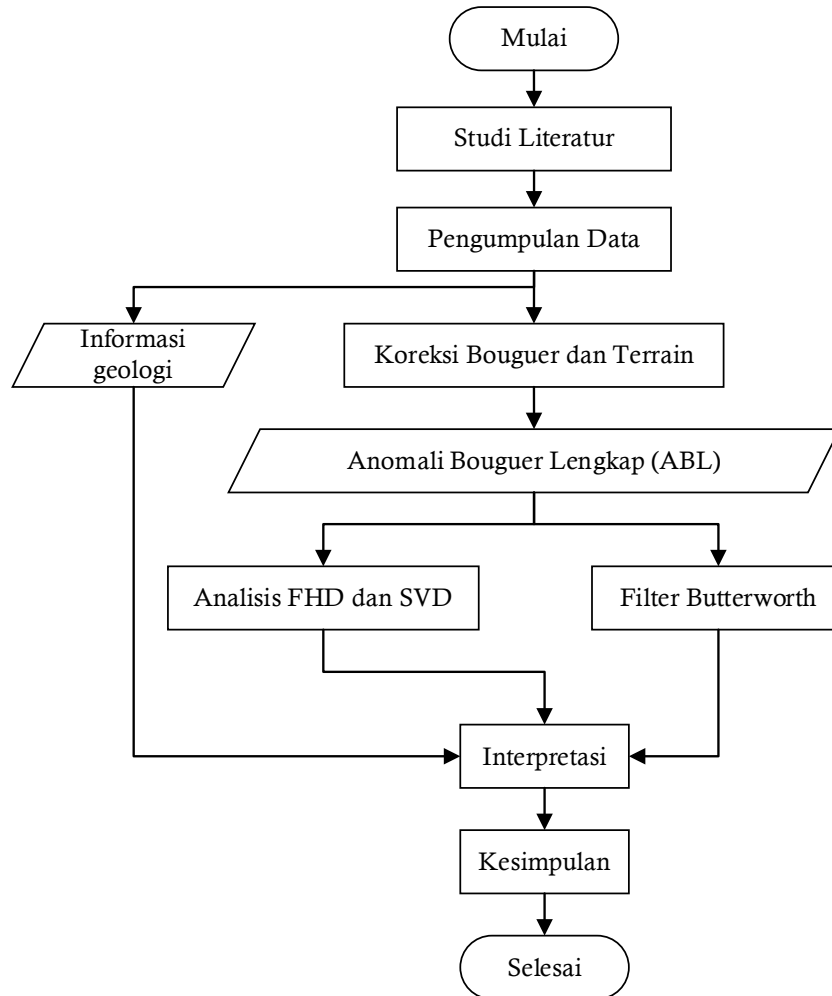 Mulai
Studi Literatur
Pengumpulan Data
Informasi
geologi
Koreksi Bouguer dan Terrain
Anomali Bouguer Lengkap (ABL)
Analisis FHD dan SVD
Filter Butterworth
Interpretasi
Kesimpulan
Selesai